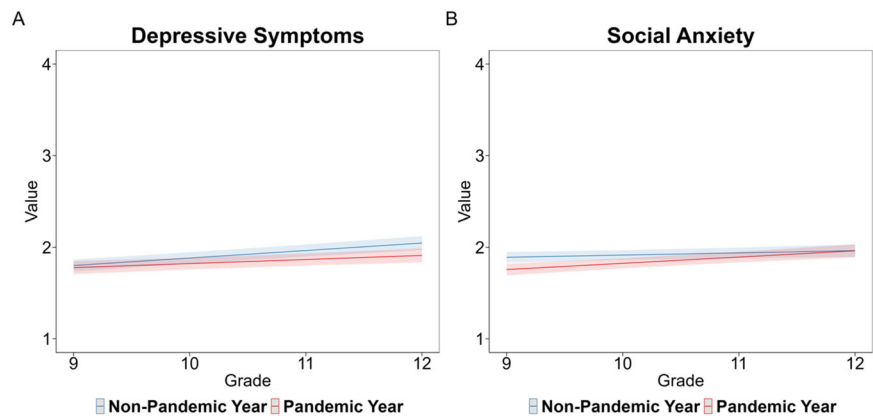 A
Depressive Symptoms
4
3
2
1
Value
9 10 11 12
Grade
Non-Pandemic Year Pandemic Year
B
Social Anxiety
4
3
2
1
Value
9 10 11 12
Grade
Non-Pandemic Year Pandemic Year